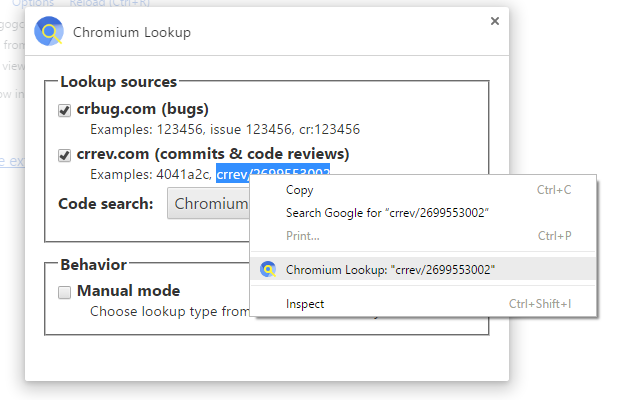 Options Reload (Ctrl+R)
Chromium Lookup
Lookup sources
crbug.com (bugs)
Examples: 123456, issue 123456, cr:123456
crrev.com (commits & code reviews)
Examples: 4041a2c, crrev/2699553002
Code search: Chromium
Copy Ctrl+C
Search Google for “crrev/2699553002”
Print... Ctrl+P
Chromium Lookup: "crrev/2699553002"
Inspect Ctrl+Shift+I
Behavior
Manual mode
Choose lookup type from